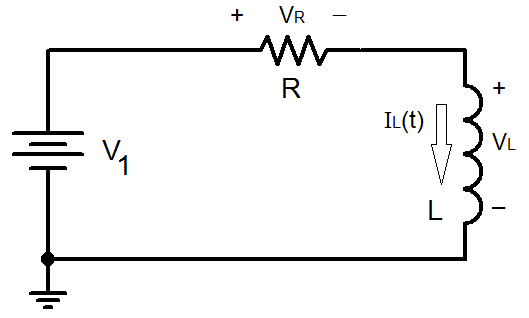 + VR –
R
V1
IL(t)
+
VL
–
L